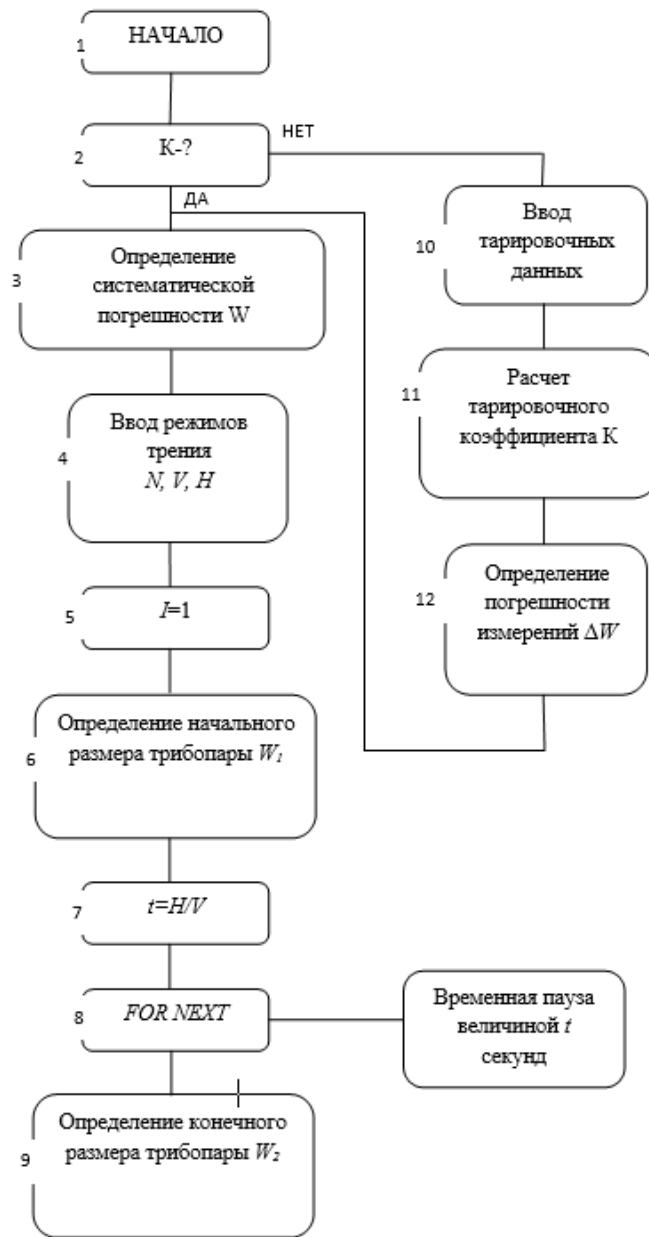 1
НАЧАЛО
2
К-?
НЕТ
ДА
3
Определение
систематической
погрешности W
4
Ввод режимов
трения
N, V, H
5
I=1
6
Определение начального
размера трибопары W₁
7
t=H/V
8
FOR NEXT
Временная пауза
величиной t
секунд
9
Определение конечного
размера трибопары W₂
10
Ввод
тарировочных
данных
11
Расчет
тарировочного
коэффициента К
12
Определение
погрешности
измерений ΔW